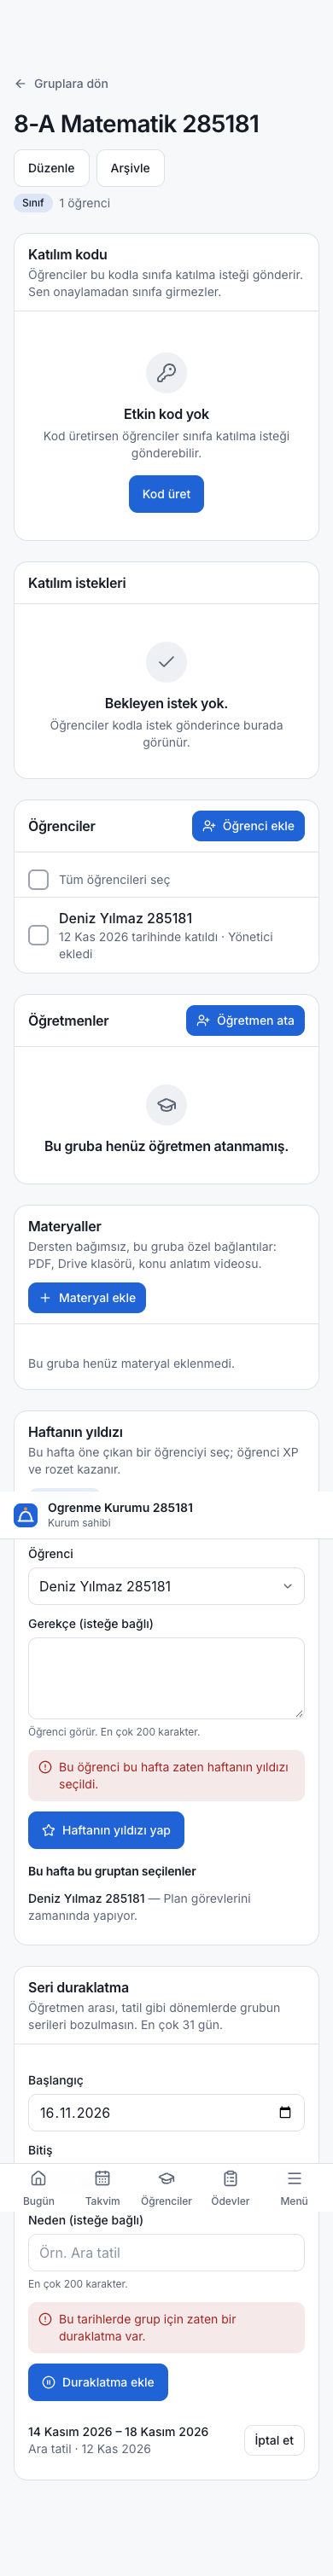 Gruplara dön
8-A Matematik 285181
Düzenle
Arşivle
Sınıf
1 öğrenci
Katılım kodu
Öğrenciler bu kodla sınıfa katılma isteği gönderir.
Sen onaylamadan sınıfa girmezler.
Etkin kod yok
Kod üretirsen öğrenciler sınıfa katılma isteği
gönderebilir.
Kod üret
Katılım istekleri
Bekleyen istek yok.
Öğrenciler kodla istek gönderince burada
görünür.
Öğrenciler
Öğrenci ekle
Tüm öğrencileri seç
Deniz Yılmaz 285181
12 Kas 2026 tarihinde katıldı · Yönetici
ekledi
Öğretmenler
Öğretmen ata
Bu gruba henüz öğretmen atanmamış.
Materyaller
Dersten bağımsız, bu gruba özel bağlantılar:
PDF, Drive klasörü, konu anlatım videosu.
Materyal ekle
Bu gruba henüz materyal eklenmedi.
Haftanın yıldızı
Bu hafta öne çıkan bir öğrenciyi seç; öğrenci XP
ve rozet kazanır.
Ogrenme Kurumu 285181
Kurum sahibi
Öğrenci
Deniz Yılmaz 285181
Gerekçe (isteğe bağlı)
Öğrenci görür. En çok 200 karakter.
Bu öğrenci bu hafta zaten haftanın yıldızı
seçildi.
Haftanın yıldızı yap
Bu hafta bu gruptan seçilenler
Deniz Yılmaz 285181 — Plan görevlerini
zamanında yapıyor.
Seri duraklatma
Öğretmen arası, tatil gibi dönemlerde grubun
serileri bozulmasın. En çok 31 gün.
Başlangıç
16.11.2026
Bitiş
Bugün
Takvim
Öğrenciler
Ödevler
Menü
Neden (isteğe bağlı)
Örn. Ara tatil
En çok 200 karakter.
Bu tarihlerde grup için zaten bir
duraklatma var.
Duraklatma ekle
14 Kasım 2026 – 18 Kasım 2026
Ara tatil · 12 Kas 2026
İptal et